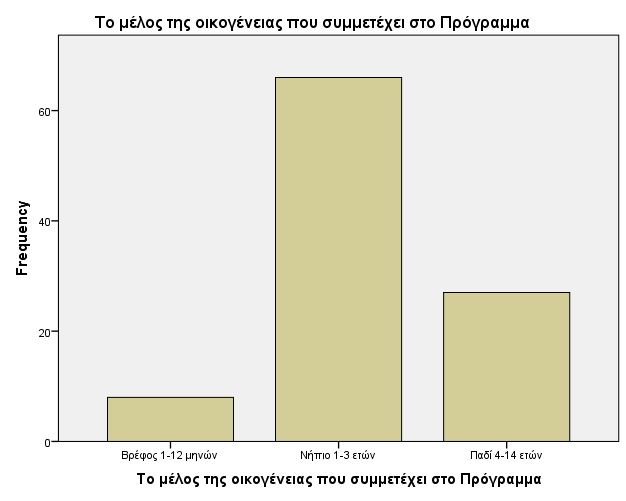 Το μέλος της οικογένειας που συμμετέχει στο Πρόγραμμα
Frequency
60
40
20
0
Βρέφος 1-12 μηνών
Νήπιο 1-3 ετών
Παδί 4-14 ετών
Το μέλος της οικογένειας που συμμετέχει στο Πρόγραμμα